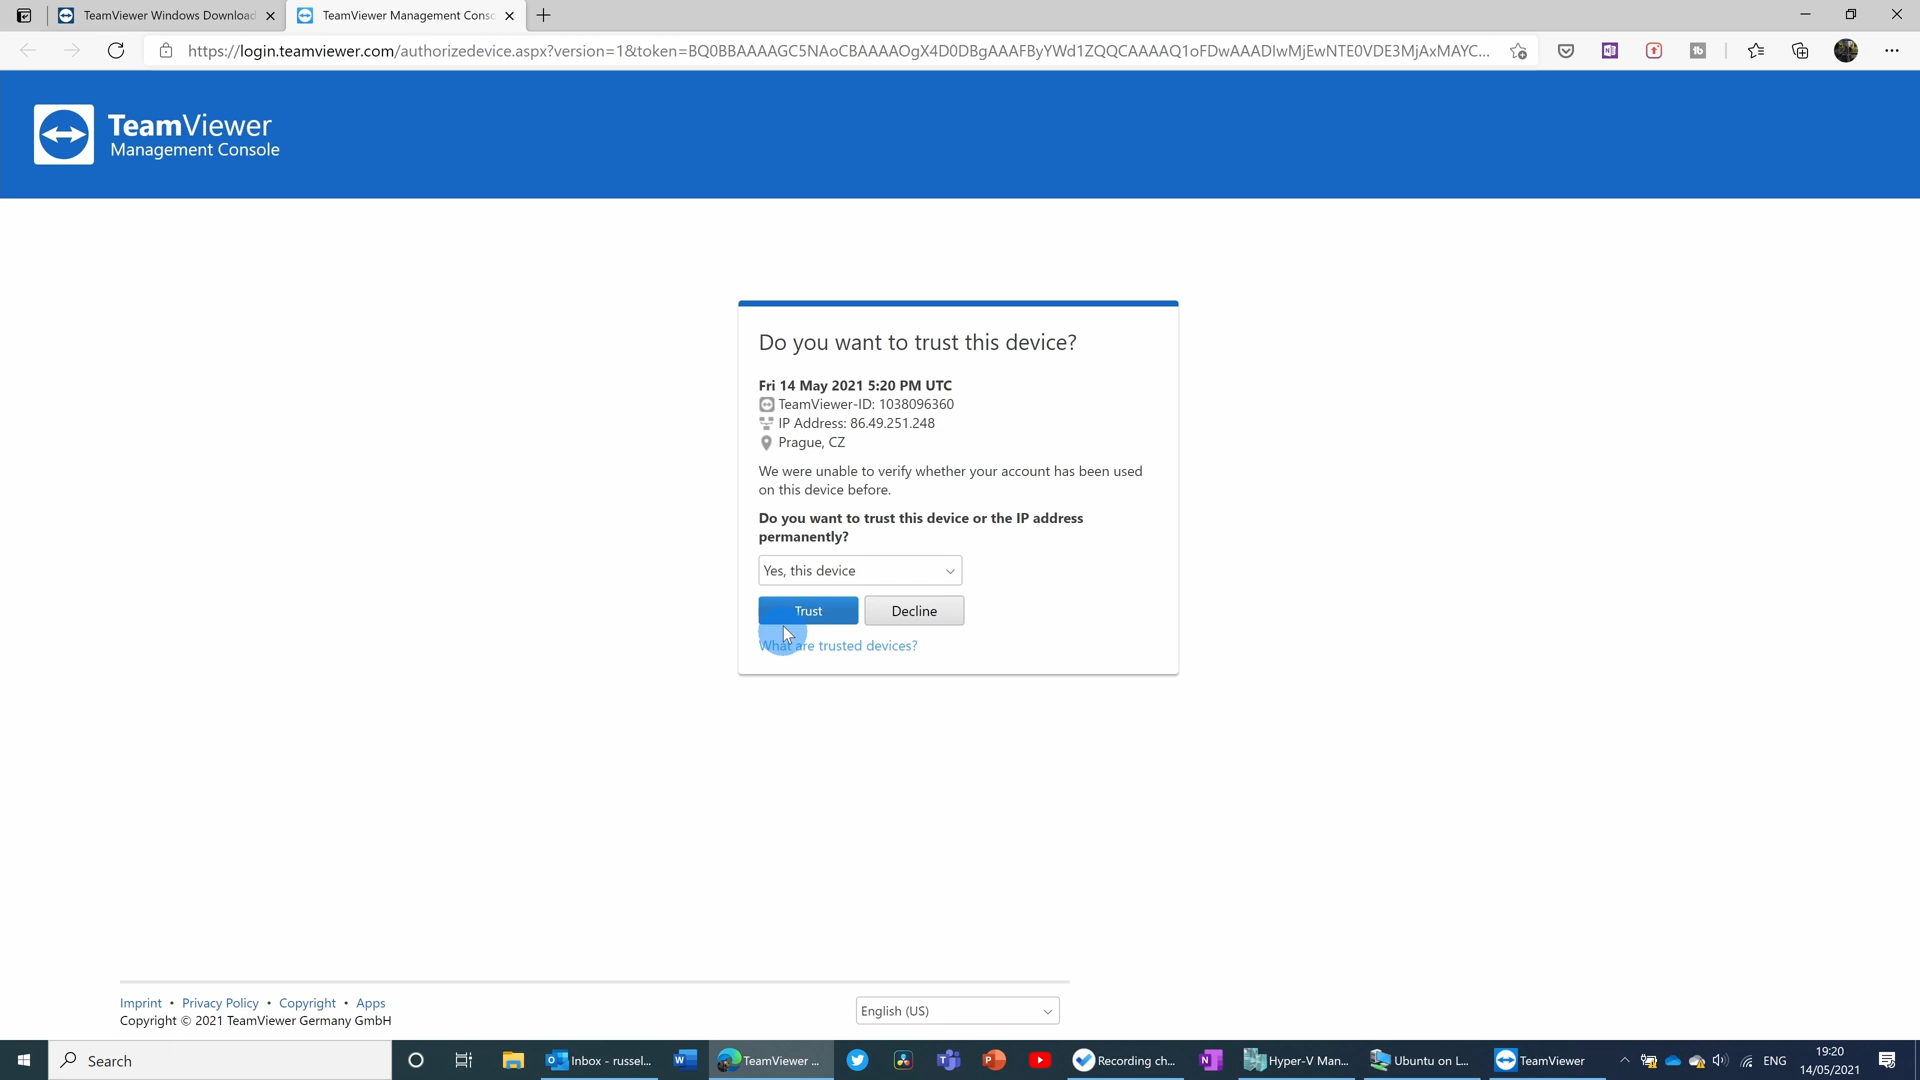 TeamViewer Windows Download
TeamViewer Management Conso
https://login.teamviewer.com/authorizedevice.aspx?version=1&token=BQ0BBAAAAGC5NAoCBAAAAOgX4D0DBgAAAFByYWd1ZQQCAAAAQ1oFDwAAADIwMjEwNTE0VDE3MjAxMAYC...
TeamViewer
Management Console
Do you want to trust this device?
Fri 14 May 2021 5:20 PM UTC
TeamViewer-ID: 1038096360
IP Address: 86.49.251.248
Prague, CZ
We were unable to verify whether your account has been used
on this device before.
Do you want to trust this device or the IP address
permanently?
Yes, this device
Trust Decline
What are trusted devices?
Imprint • Privacy Policy • Copyright • Apps
English (US)
Copyright © 2021 TeamViewer Germany GmbH
Search
Inbox - russel...
TeamViewer ...
Recording ch...
Hyper-V Man...
Ubuntu on L...
TeamViewer
ENG
19:20
14/05/2021